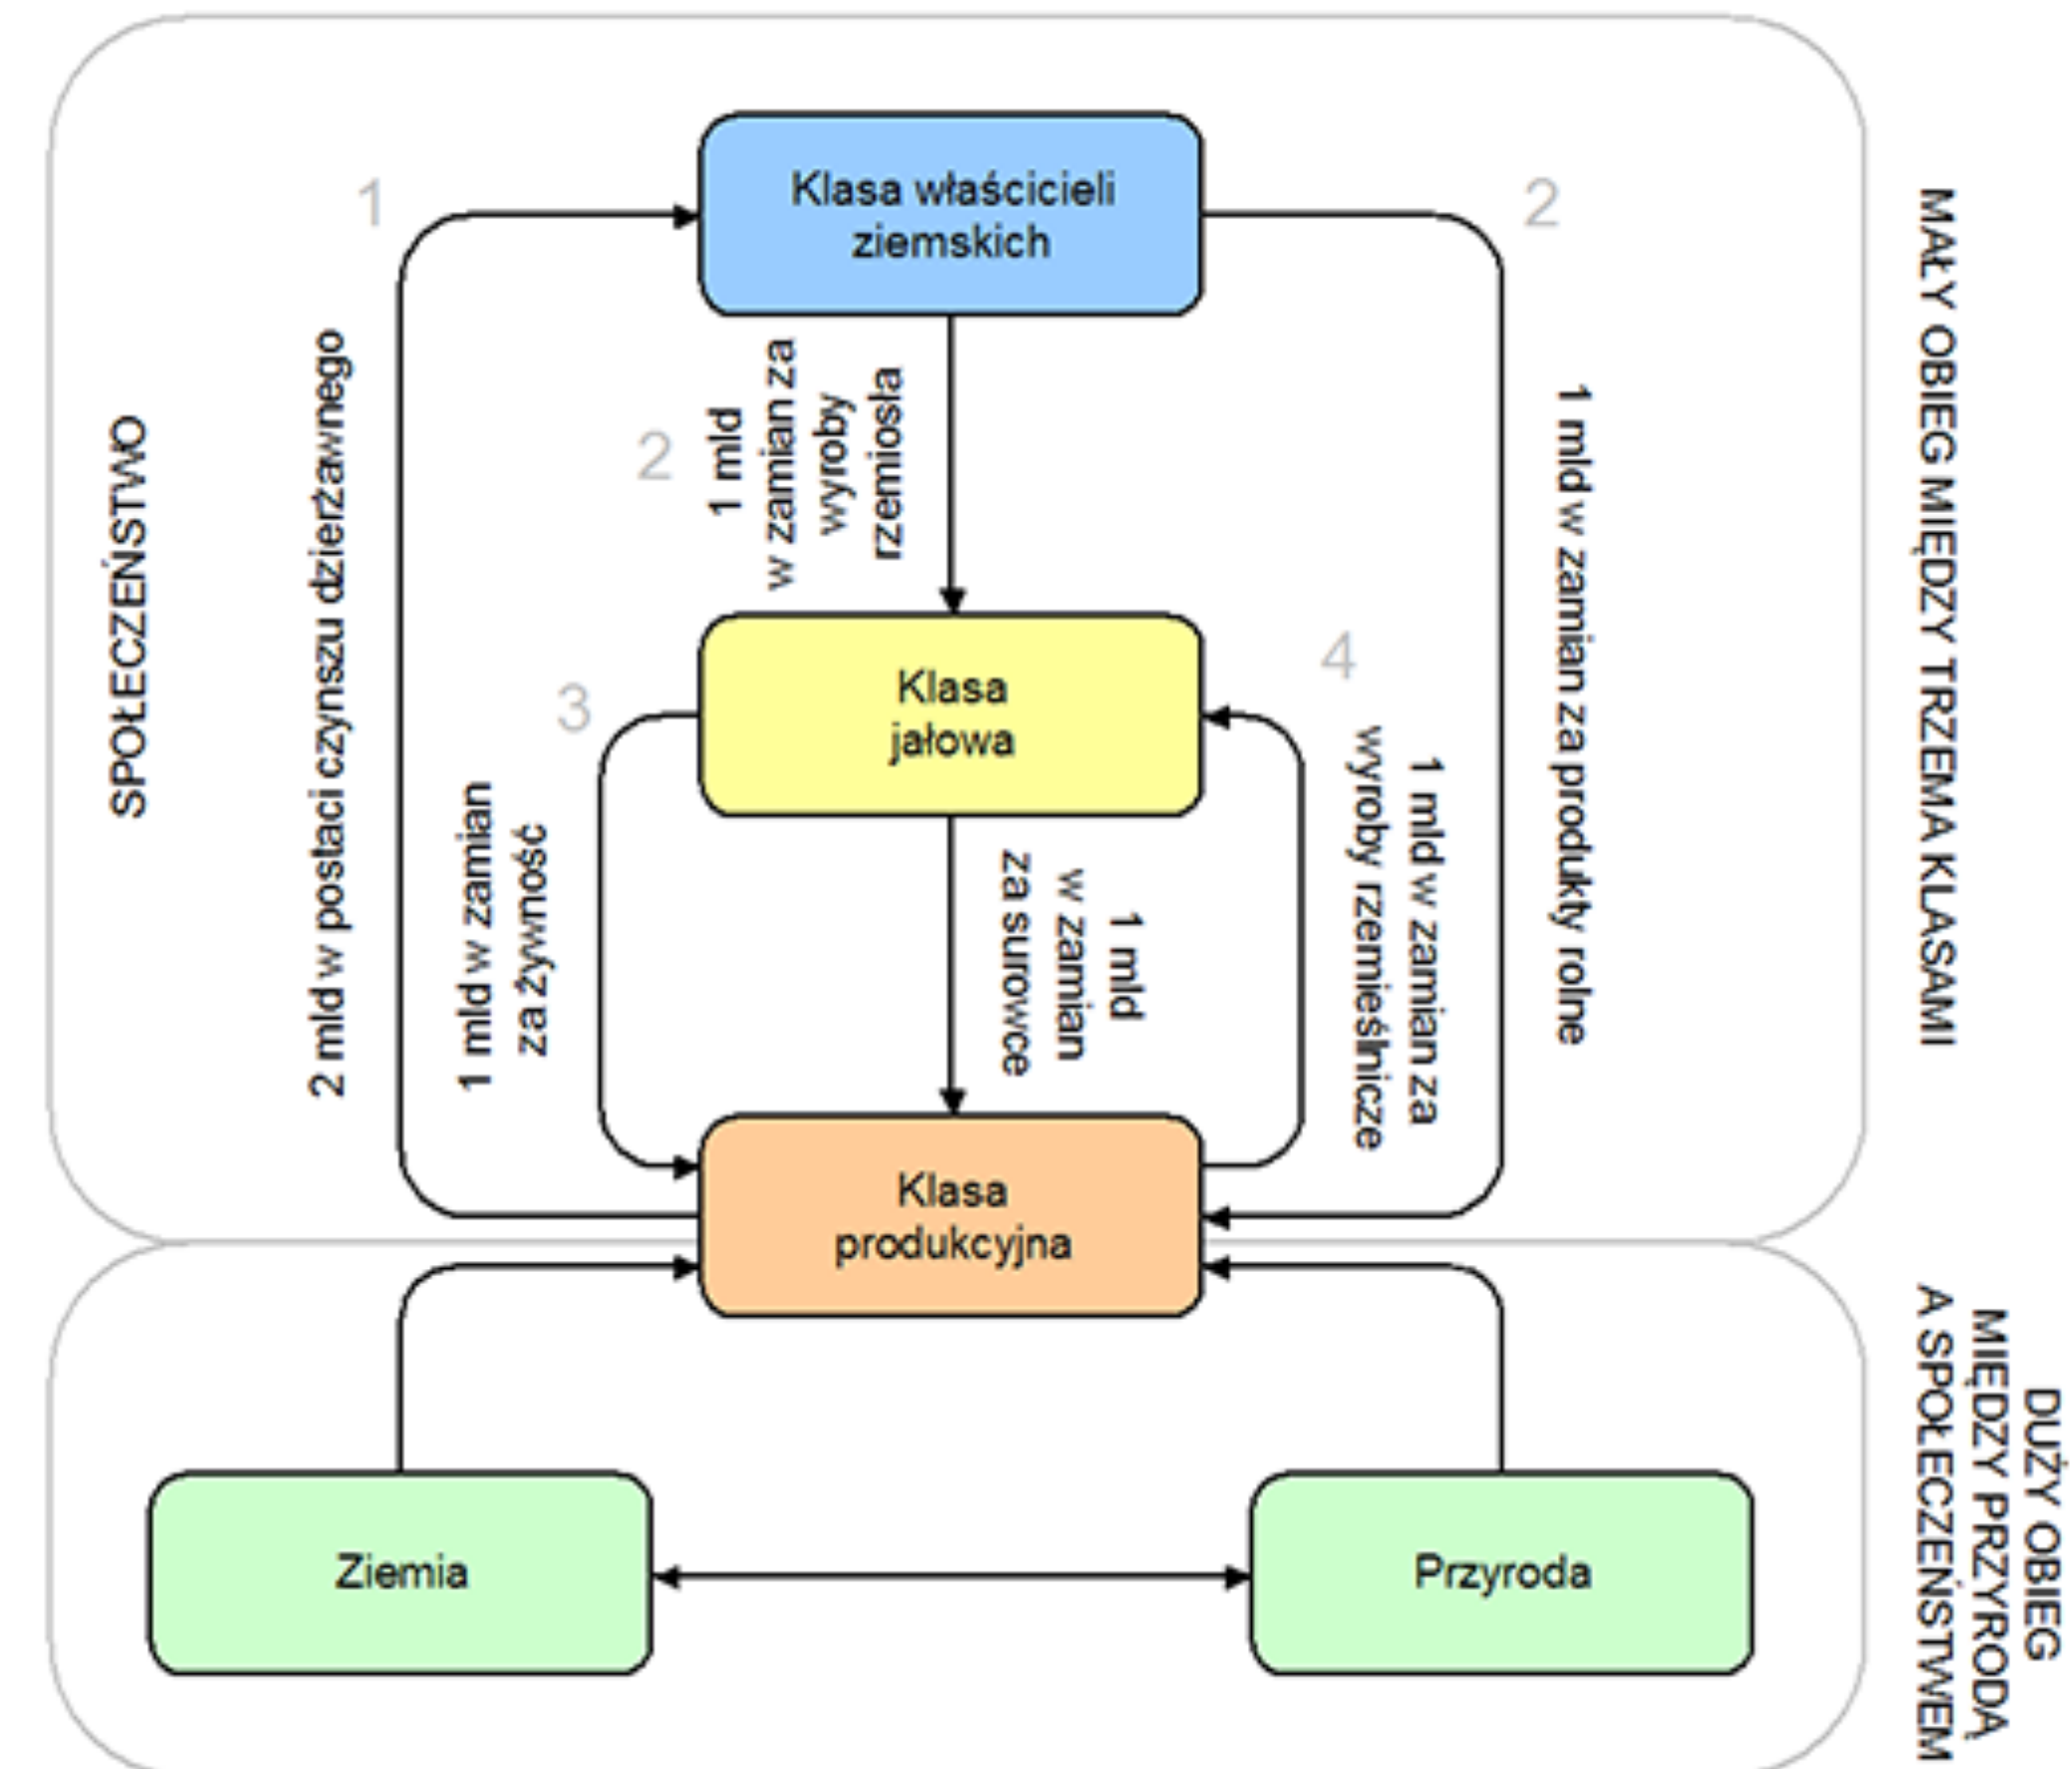 SPOŁECZEŃSTWO
1
2 mld w postaci czynszu dzierżawnego
Klasa właścicieli
ziemskich
2
1 mld w zamian za produkty rolne
2
1 mld
w zamian za
wyroby
rzemiosła
Klasa
jałowa
3
1 mld w zamian
za żywność
1 mld
w zamian
za surowce
4
1 mld w zamian za
wyroby rzemieślnicze
Klasa
produkcyjna
MAŁY OBIEG MIĘDZY TRZEMA KLASAMI
Ziemia
Przyroda
DUŻY OBIEG
MIĘDZY PRZYRODĄ
A SPOŁECZEŃSTWEM